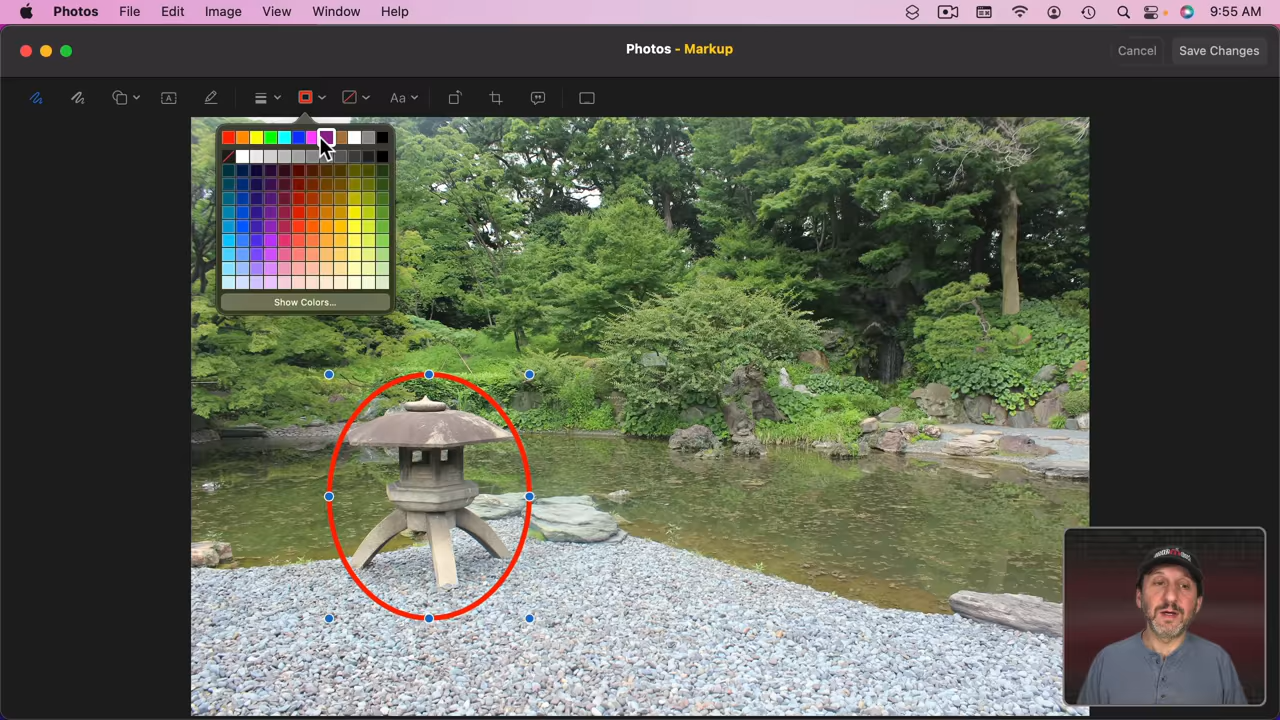 Photos File Edit Image View Window Help 9:55 AM
Photos - Markup
Cancel Save Changes
A Aa
Show Colors...